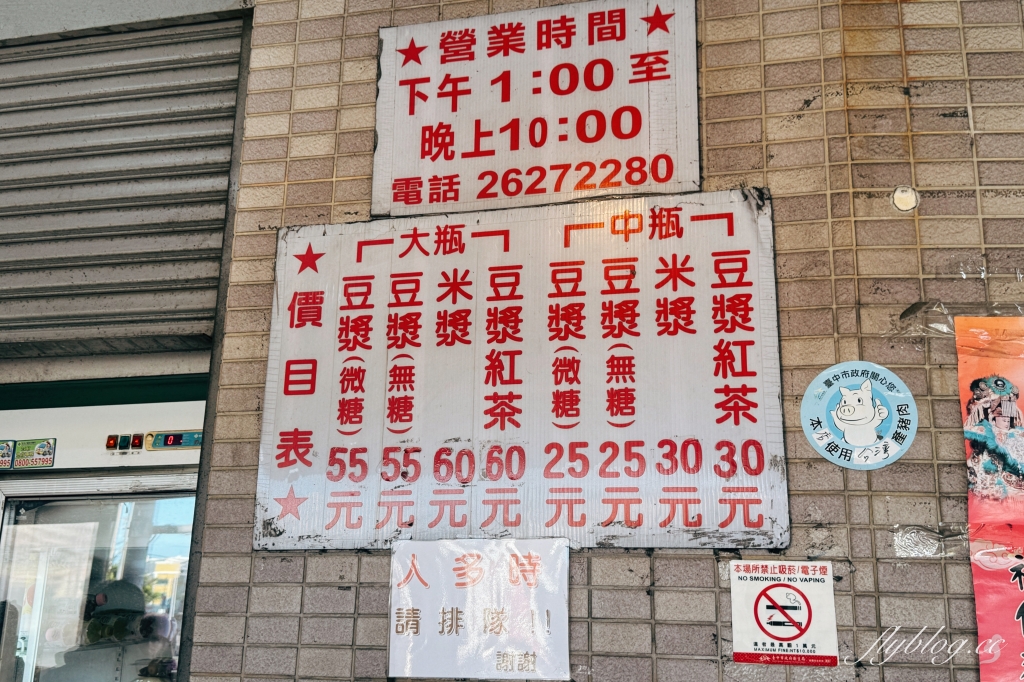 ★營業時間★
下午1:00至
晚上10:00
電話 26272280
★價目表★
大瓶
豆漿(微糖)55元
豆漿(無糖)55元
米漿60元
豆漿紅茶60元
中瓶
豆漿(微糖)25元
豆漿(無糖)25元
米漿30元
豆漿紅茶30元
人多時
請排隊!!
謝謝
本場所禁止吸菸/電子煙
NO SMOKING / NO VAPING
臺中市政府關心您
本店使用台灣產豬肉
0800-557995
0
flyblog.cc